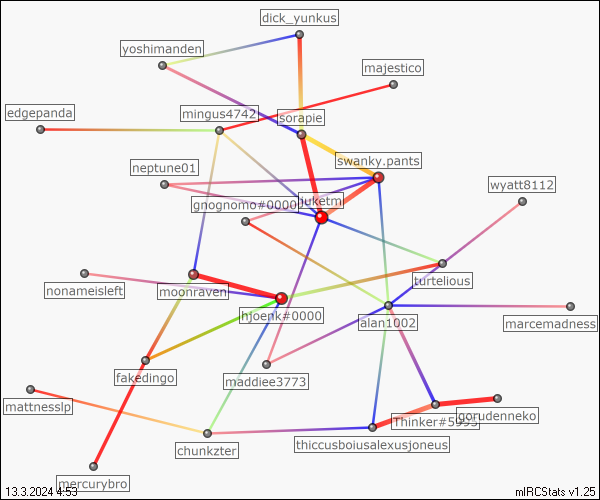 dick_yunkus
yoshimanden
majestico
edgepanda
mingus4742
sorapie
swanky.pants
neptune01
wyatt8112
gnognomo#0000
juketm
turtelious
nonameisleft
moonraven
hjoenk#0000
alan1002
marcemadness
fakedingo
maddiee3773
mattnesslp
gorudenneko
Thinker#5993
thiccusboiusalexusjoneus
chunkzter
mercurybro
13.3.2024 4:53
mIRCStats v1.25